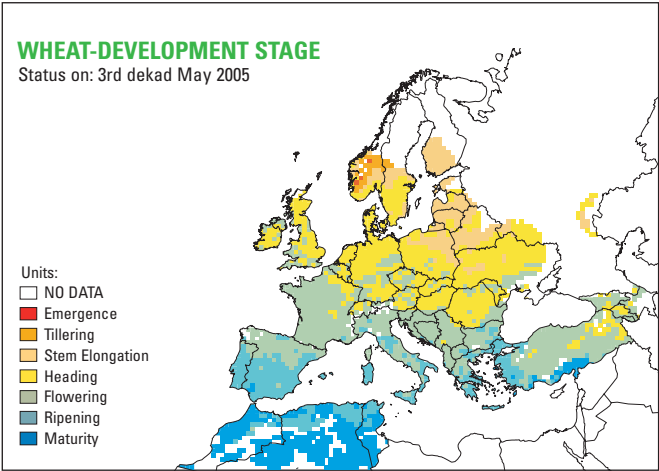 WHEAT-DEVELOPMENT STAGE
Status on: 3rd dekad May 2005
Units:
NO DATA
Emergence
Tillering
Stem Elongation
Heading
Flowering
Ripening
Maturity